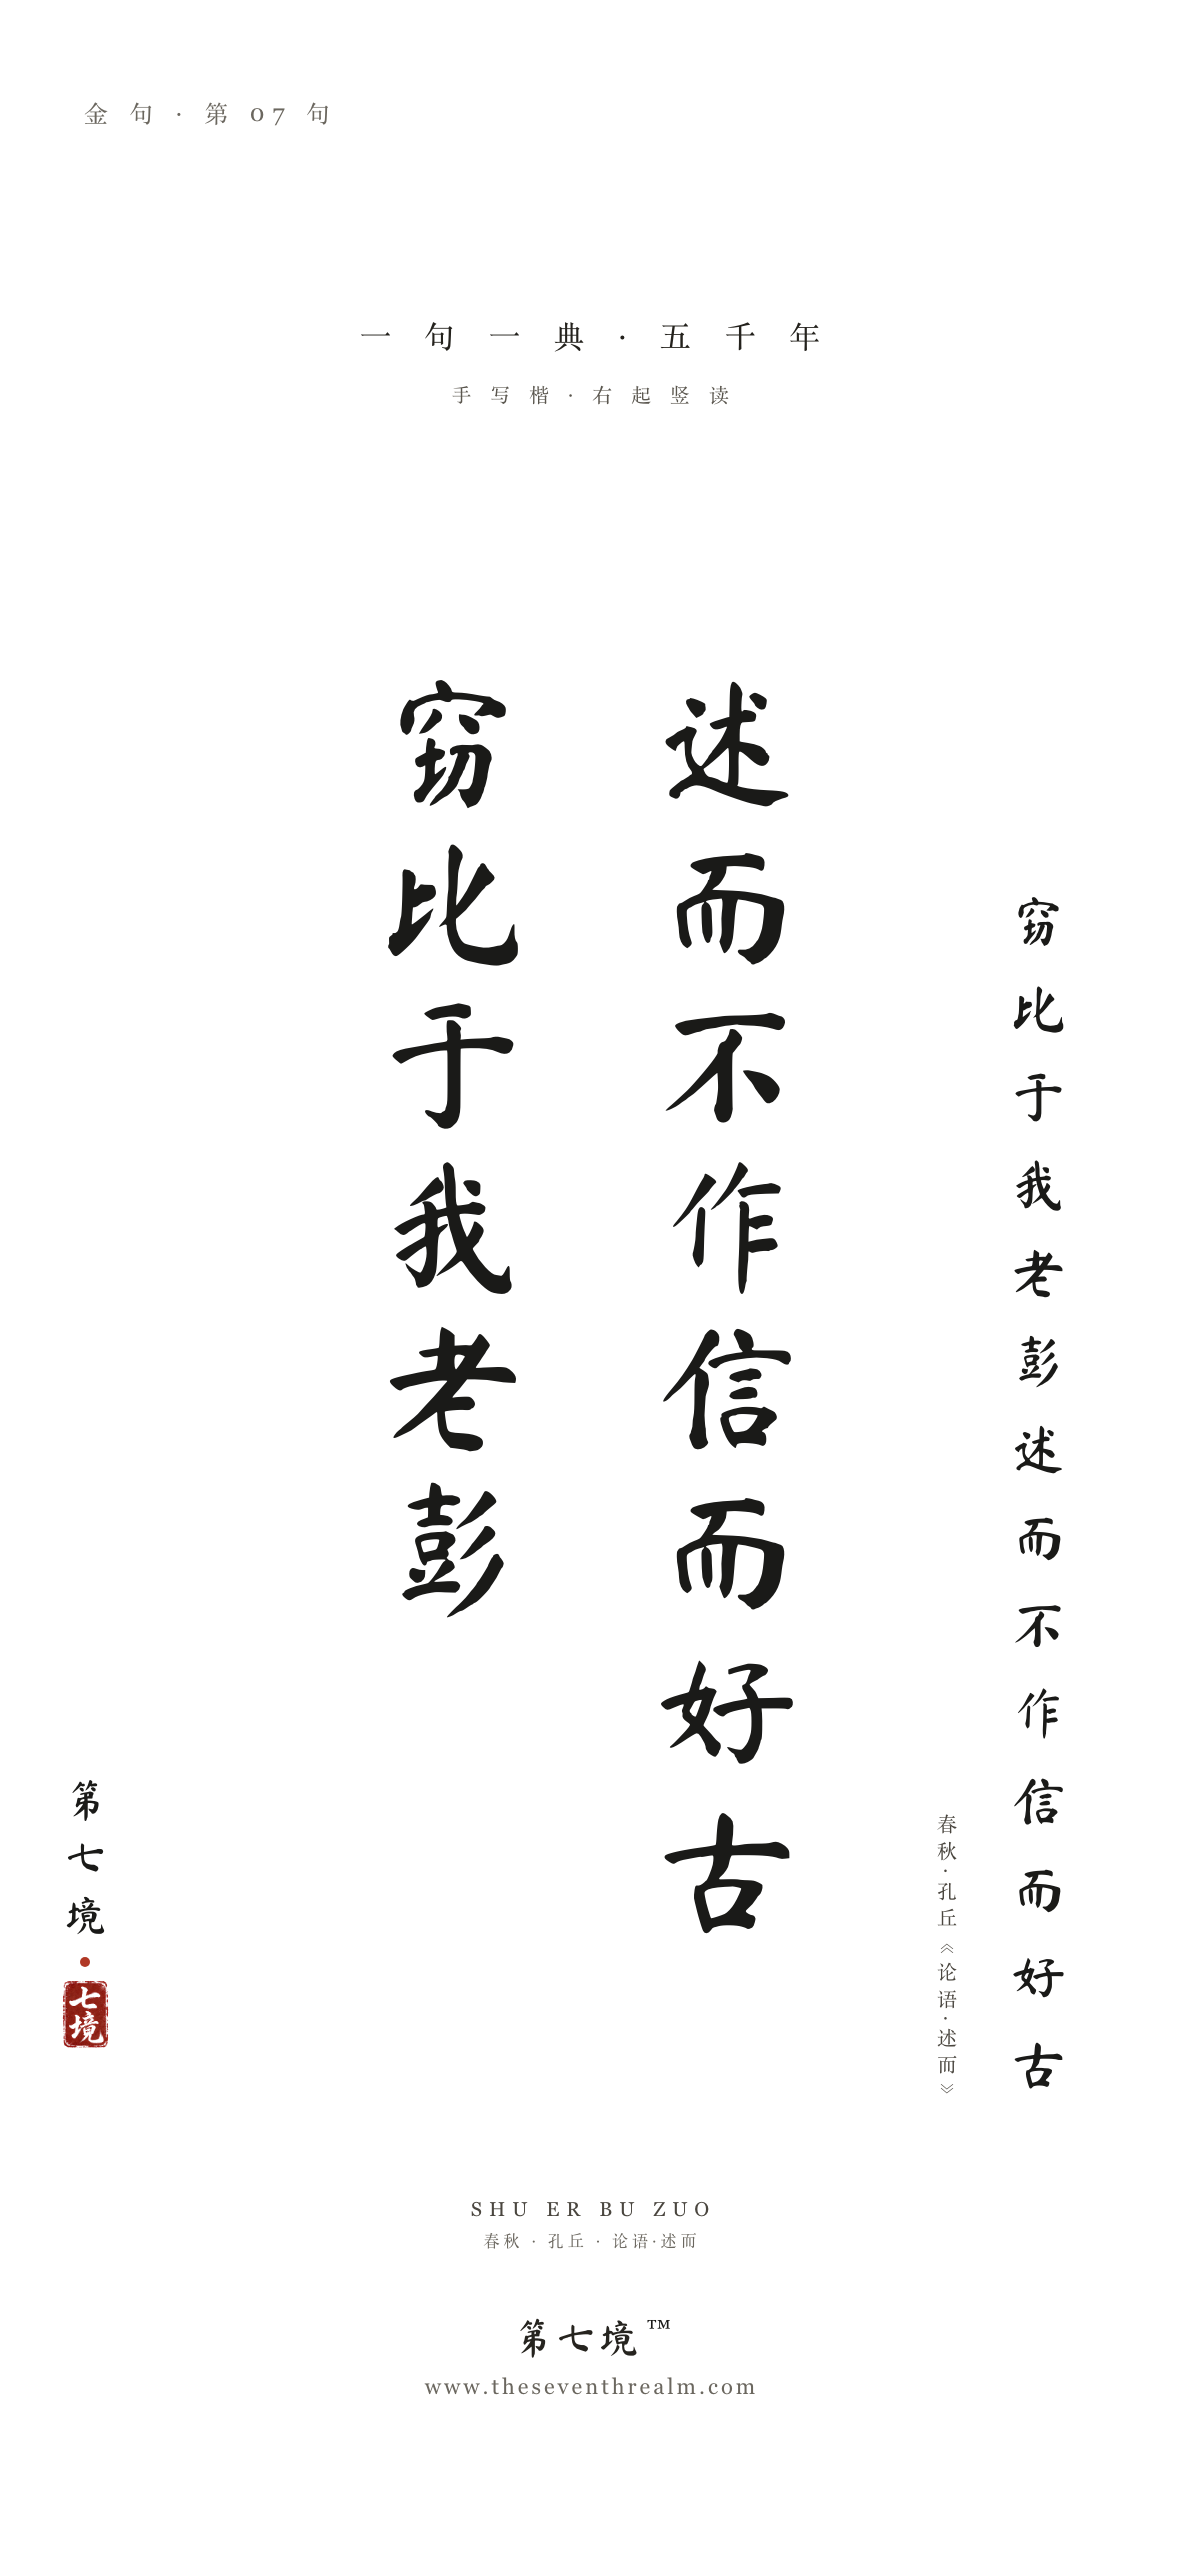 金句·第07句
一句一典·五千年
手写楷·右起竖读
窃比于我老彭述而不作信而好古
春秋·孔丘《论语·述而》
述而不作信而好古
窃比于我老彭
第七境
七境
SHU ER BU ZUO
春秋·孔丘·论语·述而
第七境™
www.theseventhrealm.com